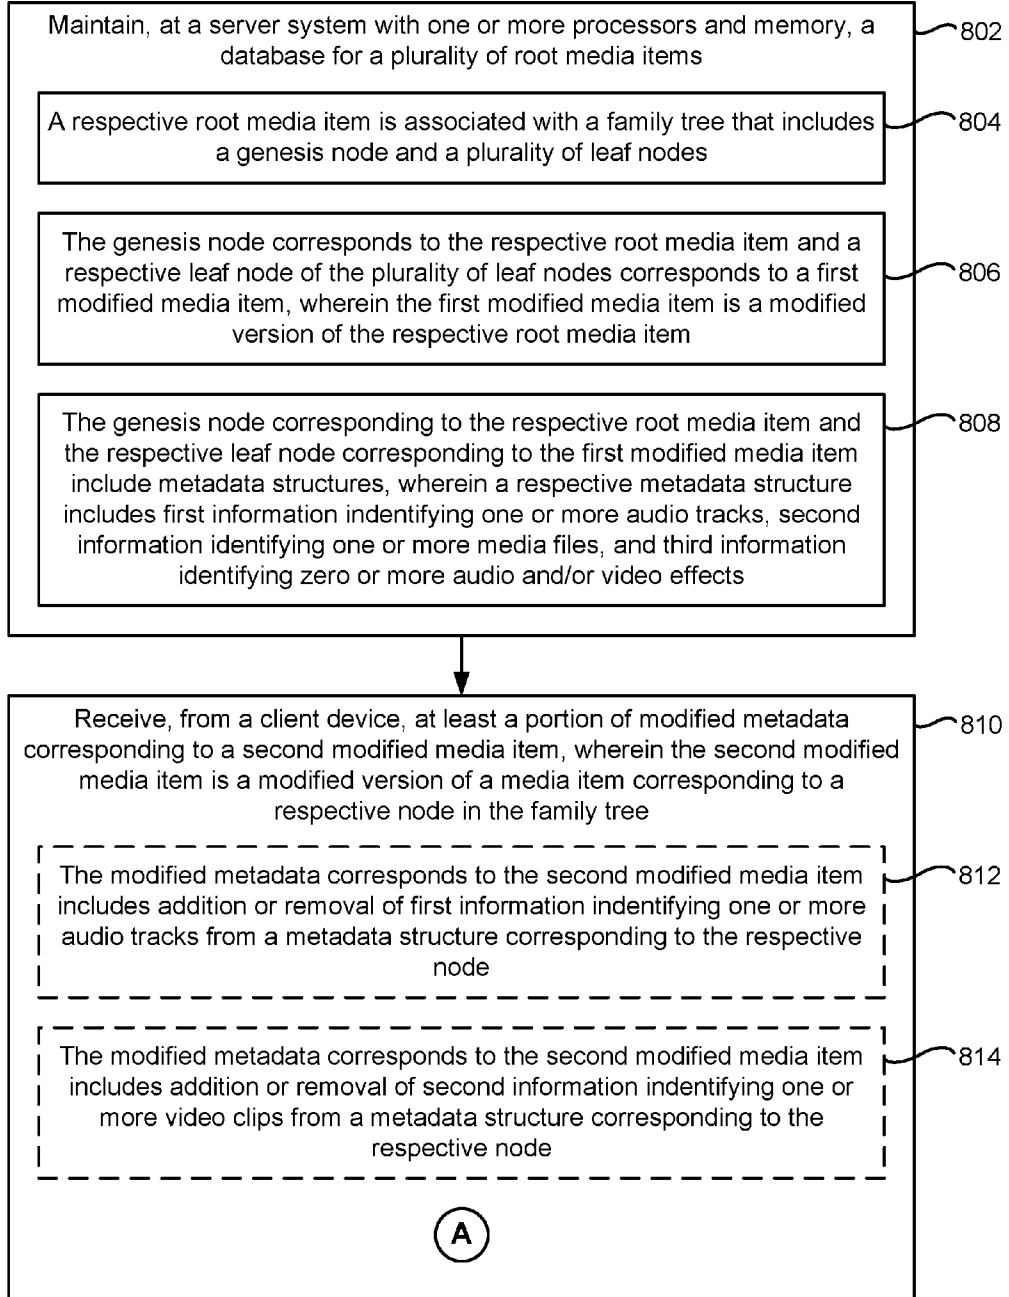 Maintain, at a server system with one or more processors and memory, a
database for a plurality of root media items
802
A respective root media item is associated with a family tree that includes
a genesis node and a plurality of leaf nodes
804
The genesis node corresponds to the respective root media item and a
respective leaf node of the plurality of leaf nodes corresponds to a first
modified media item, wherein the first modified media item is a modified
version of the respective root media item
806
The genesis node corresponding to the respective root media item and
the respective leaf node corresponding to the first modified media item
include metadata structures, wherein a respective metadata structure
includes first information indentifying one or more audio tracks, second
information identifying one or more media files, and third information
identifying zero or more audio and/or video effects
808
Receive, from a client device, at least a portion of modified metadata
corresponding to a second modified media item, wherein the second modified
media item is a modified version of a media item corresponding to a
respective node in the family tree
810
The modified metadata corresponds to the second modified media item
includes addition or removal of first information indentifying one or more
audio tracks from a metadata structure corresponding to the respective
node
812
The modified metadata corresponds to the second modified media item
includes addition or removal of second information indentifying one or
more video clips from a metadata structure corresponding to the
respective node
814
A